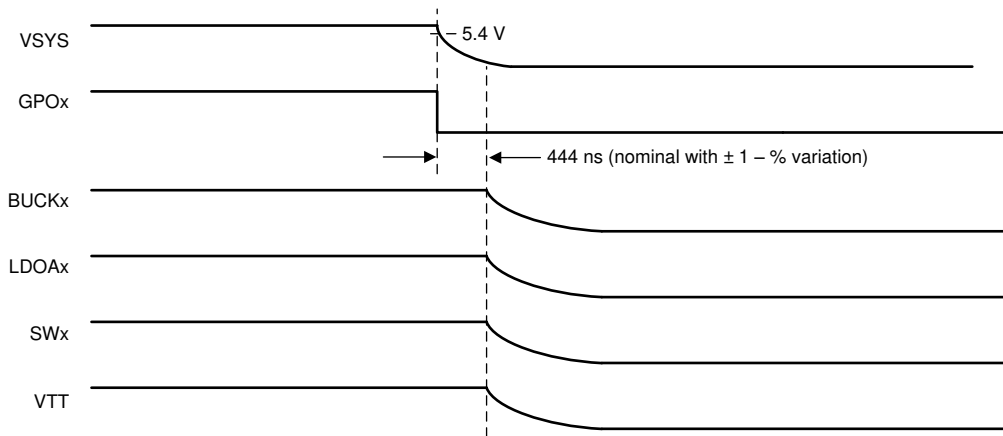 VSYS
5.4 V
GPOx
444 ns (nominal with ± 1 – % variation)
BUCKx
LDOAx
SWx
VTT